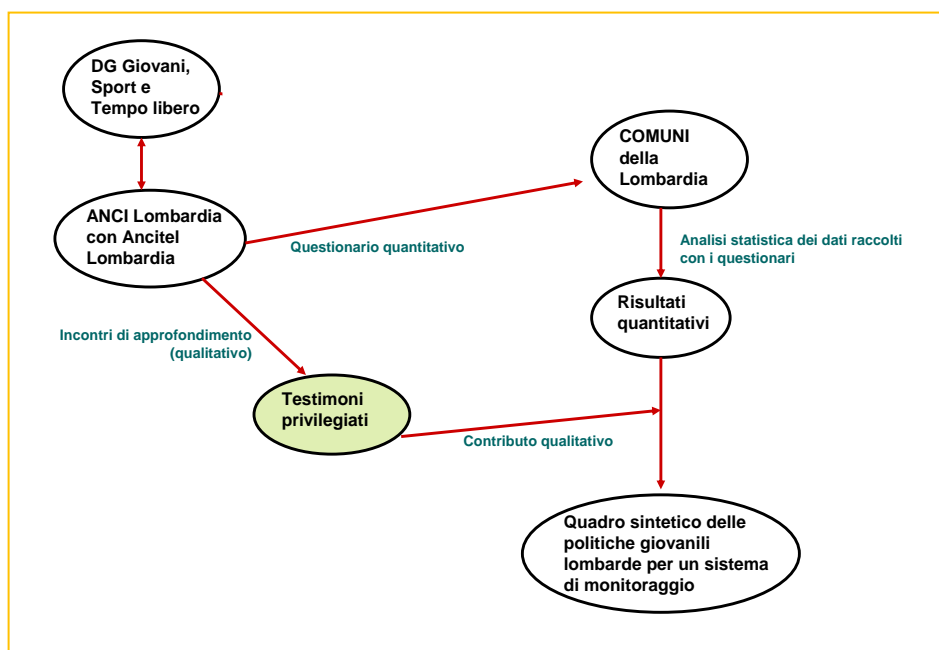 DG Giovani,
Sport e
Tempo libero
COMUNI
della
Lombardia
ANCI Lombardia
con Ancitel
Lombardia
Questionario quantitativo
Analisi statistica dei dati raccolti
con i questionari
Risultati
quantitativi
Incontri di approfondimento
(qualitativo)
Testimoni
privilegiati
Contributo qualitativo
Quadro sintetico delle
politiche giovanili
lombarde per un sistema
di monitoraggio